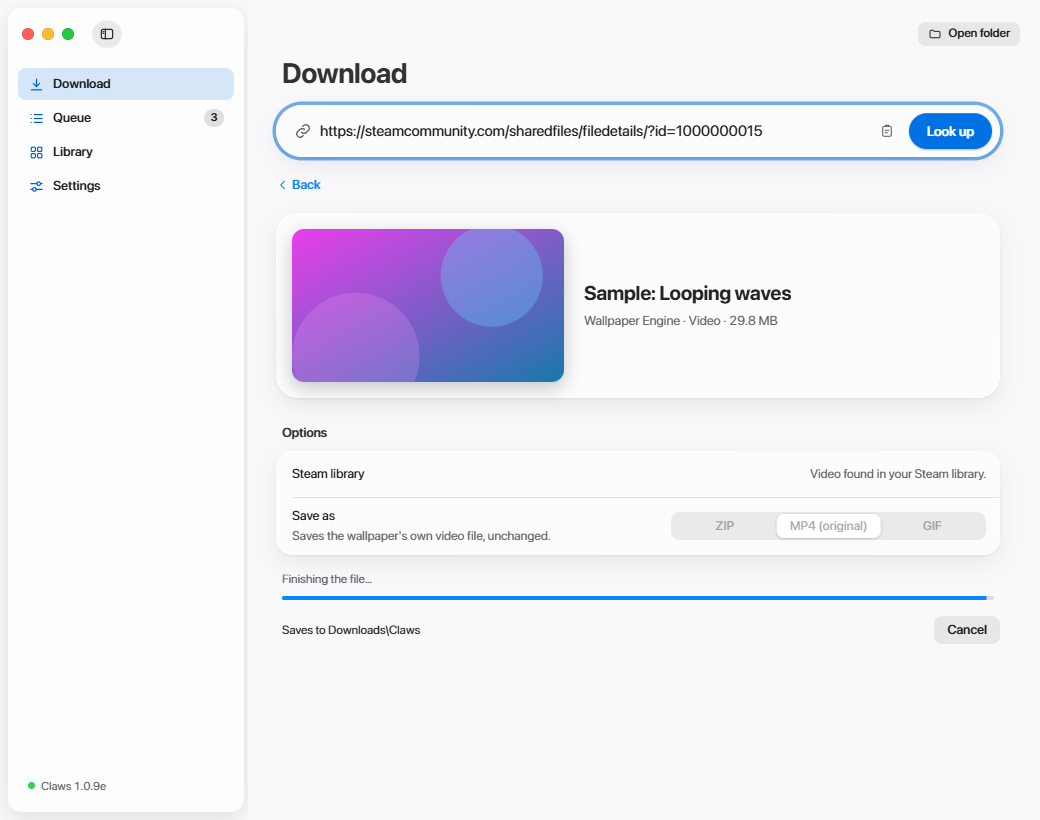 Open folder
Download
Queue
3
Library
Settings
Download
https://steamcommunity.com/sharedfiles/filedetails/?id=1000000015
Look up
Back
Sample: Looping waves
Wallpaper Engine · Video · 29.8 MB
Options
Steam library
Video found in your Steam library.
Save as
Saves the wallpaper's own video file, unchanged.
ZIP
MP4 (original)
GIF
Finishing the file...
Saves to Downloads\Claws
Cancel
Claws 1.0.9e